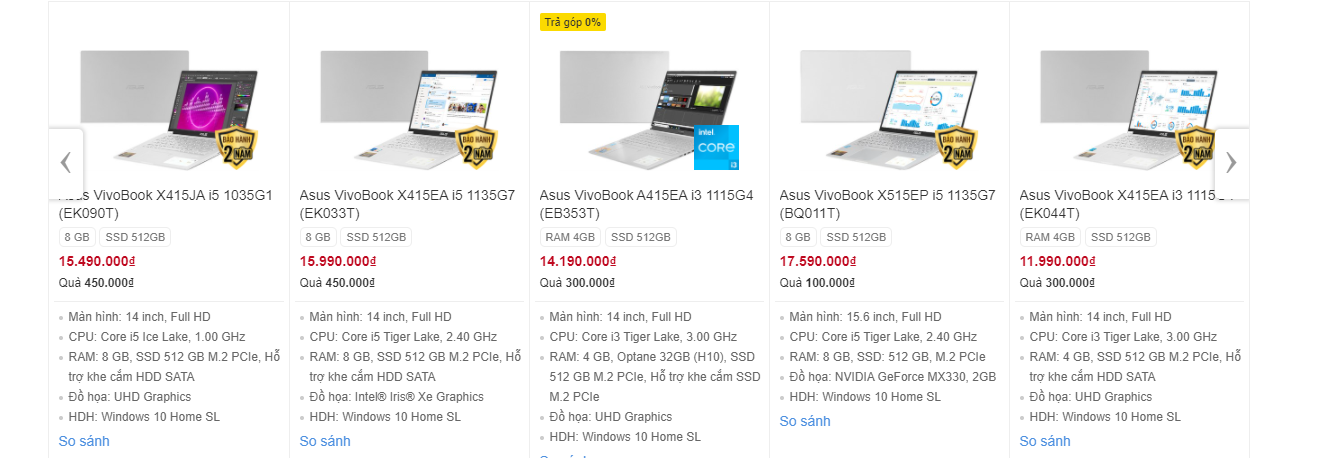 Trả góp 0%
BẢO HÀNH
2 NĂM
BẢO HÀNH
2 NĂM
intel
CORE
i3
BẢO HÀNH
2 NĂM
BẢO HÀNH
2 NĂM
Asus VivoBook X415JA i5 1035G1
(EK090T)
8 GB SSD 512GB
15.490.000₫
Quà 450.000₫
Màn hình: 14 inch, Full HD
CPU: Core i5 Ice Lake, 1.00 GHz
RAM: 8 GB, SSD 512 GB M.2 PCIe, Hỗ
trợ khe cắm HDD SATA
Đồ họa: UHD Graphics
HDH: Windows 10 Home SL
So sánh
Asus VivoBook X415EA i5 1135G7
(EK033T)
8 GB SSD 512GB
15.990.000₫
Quà 450.000₫
Màn hình: 14 inch, Full HD
CPU: Core i5 Tiger Lake, 2.40 GHz
RAM: 8 GB, SSD 512 GB M.2 PCIe, Hỗ
trợ khe cắm HDD SATA
Đồ họa: Intel® Iris® Xe Graphics
HDH: Windows 10 Home SL
So sánh
Asus VivoBook A415EA i3 1115G4
(EB353T)
RAM 4GB SSD 512GB
14.190.000₫
Quà 300.000₫
Màn hình: 14 inch, Full HD
CPU: Core i3 Tiger Lake, 3.00 GHz
RAM: 4 GB, Optane 32GB (H10), SSD
512 GB M.2 PCIe, Hỗ trợ khe cắm SSD
M.2 PCIe
Đồ họa: UHD Graphics
HDH: Windows 10 Home SL
Asus VivoBook X515EP i5 1135G7
(BQ011T)
8 GB SSD 512GB
17.590.000₫
Quà 100.000₫
Màn hình: 15.6 inch, Full HD
CPU: Core i5 Tiger Lake, 2.40 GHz
RAM: 8 GB, SSD: 512 GB, M.2 PCIe
Đồ họa: NVIDIA GeForce MX330, 2GB
HDH: Windows 10 Home SL
So sánh
Asus VivoBook X415EA i3
(EK044T)
RAM 4GB SSD 512GB
11.990.000₫
Quà 300.000₫
Màn hình: 14 inch, Full HD
CPU: Core i3 Tiger Lake, 3.00 GHz
RAM: 4 GB, SSD 512 GB M.2 PCIe, Hỗ
trợ khe cắm HDD SATA
Đồ họa: UHD Graphics
HDH: Windows 10 Home SL
So sánh